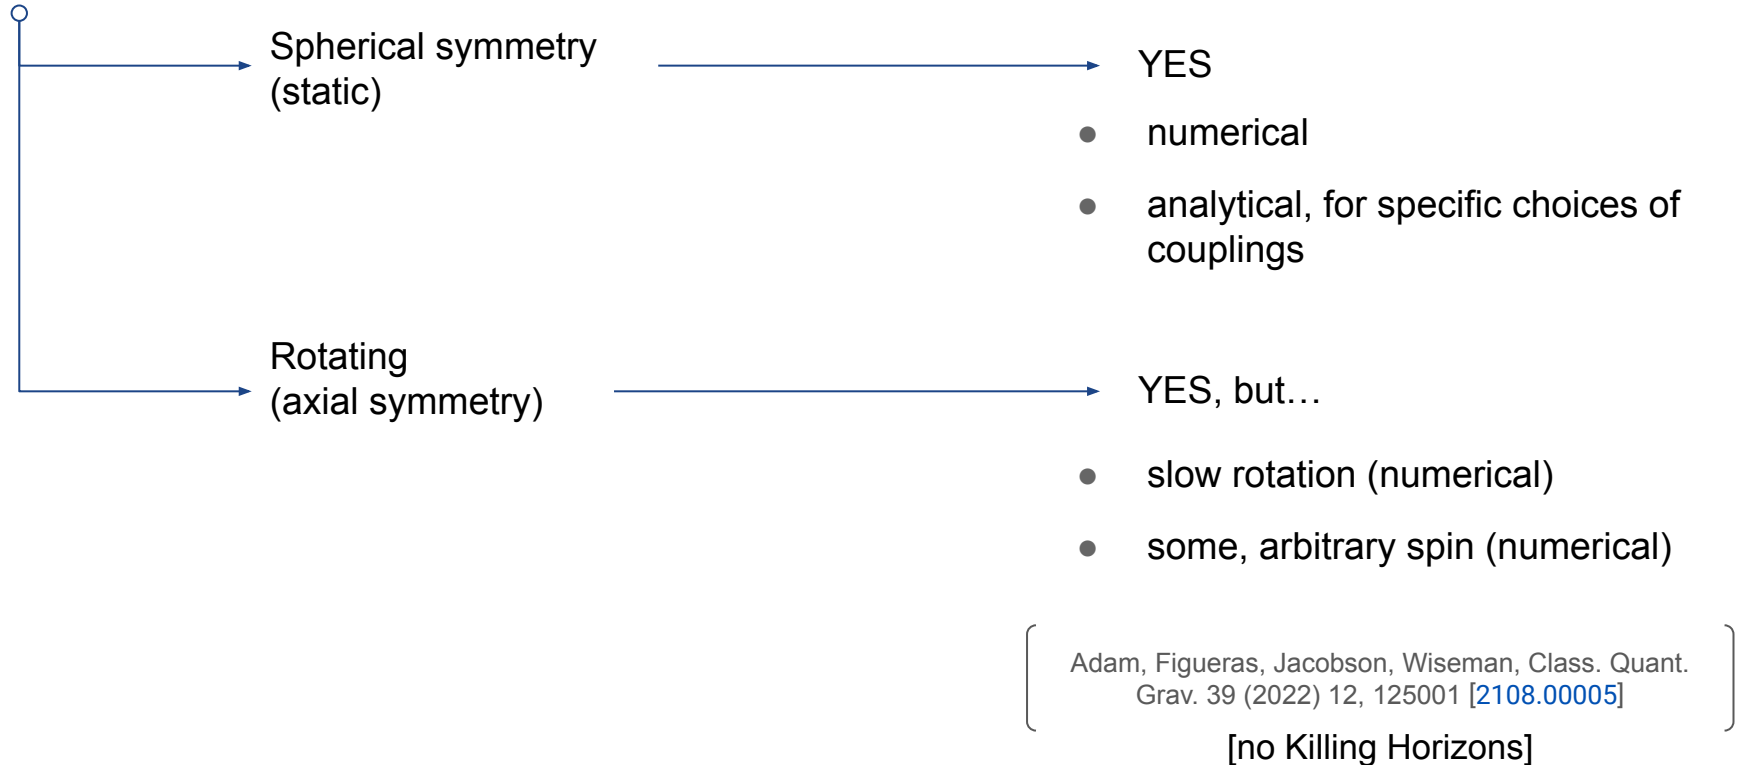 Spherical symmetry
(static)
YES
● numerical
● analytical, for specific choices of
couplings
Rotating
(axial symmetry)
YES, but…
● slow rotation (numerical)
● some, arbitrary spin (numerical)
Adam, Figueras, Jacobson, Wiseman, Class. Quant.
Grav. 39 (2022) 12, 125001 [2108.00005]
[no Killing Horizons]